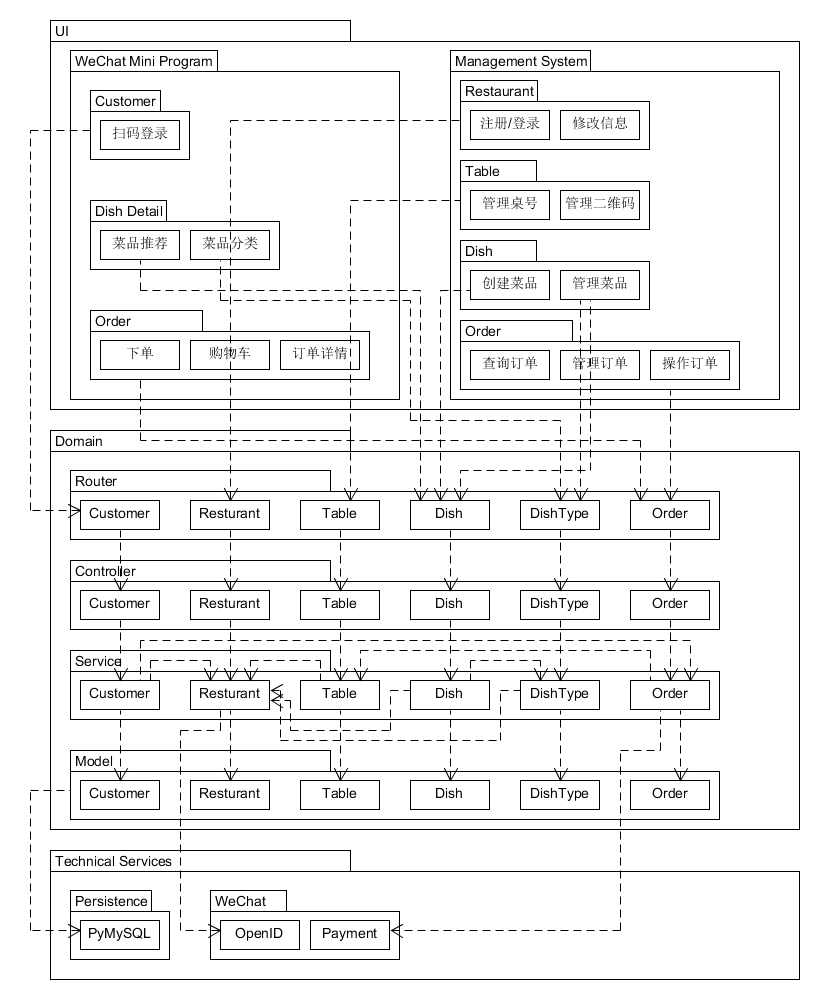 UI
WeChat Mini Program
Management System
Customer
扫码登录
Restaurant
注册/登录 修改信息
Table
管理桌号 管理二维码
Dish Detail
菜品推荐 菜品分类
Dish
创建菜品 管理菜品
Order
下单 购物车 订单详情
Order
查询订单 管理订单 操作订单
Domain
Router
Customer Resturant Table Dish DishType Order
Controller
Customer Resturant Table Dish DishType Order
Service
Customer Resturant Table Dish DishType Order
Model
Customer Resturant Table Dish DishType Order
Technical Services
Persistence
PyMySQL
WeChat
OpenID Payment